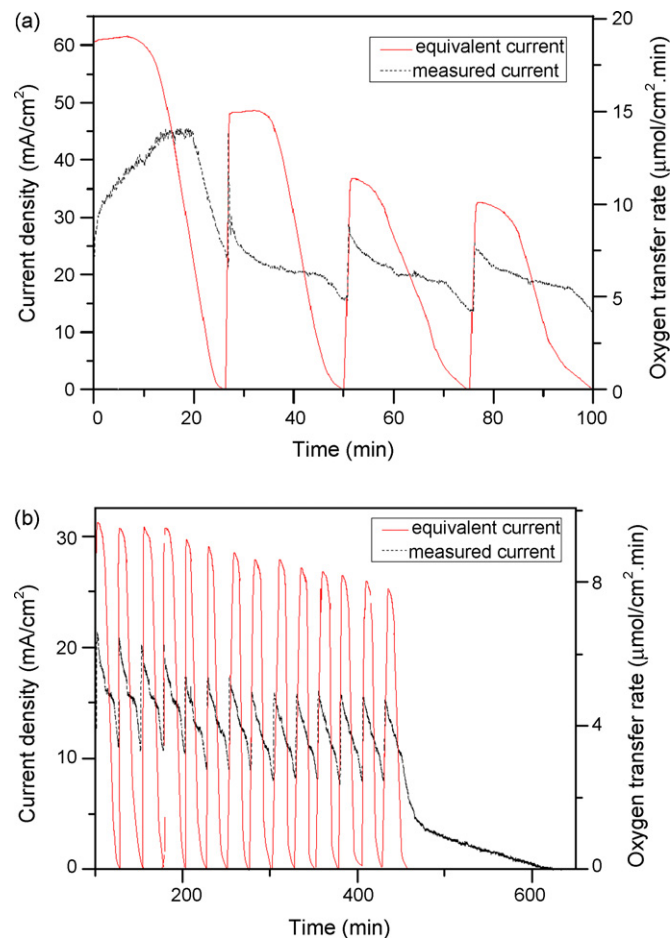 (a)
60
50
40
30
20
10
0
Current density (mA/cm²)
equivalent current
measured current
20
15
10
5
0
Oxygen transfer rate (μmol/cm².min)
0 20 40 60 80 100
Time (min)
(b)
30
20
10
0
Current density (mA/cm²)
equivalent current
measured current
8
4
0
Oxygen transfer rate (μmol/cm².min)
200 400 600
Time (min)